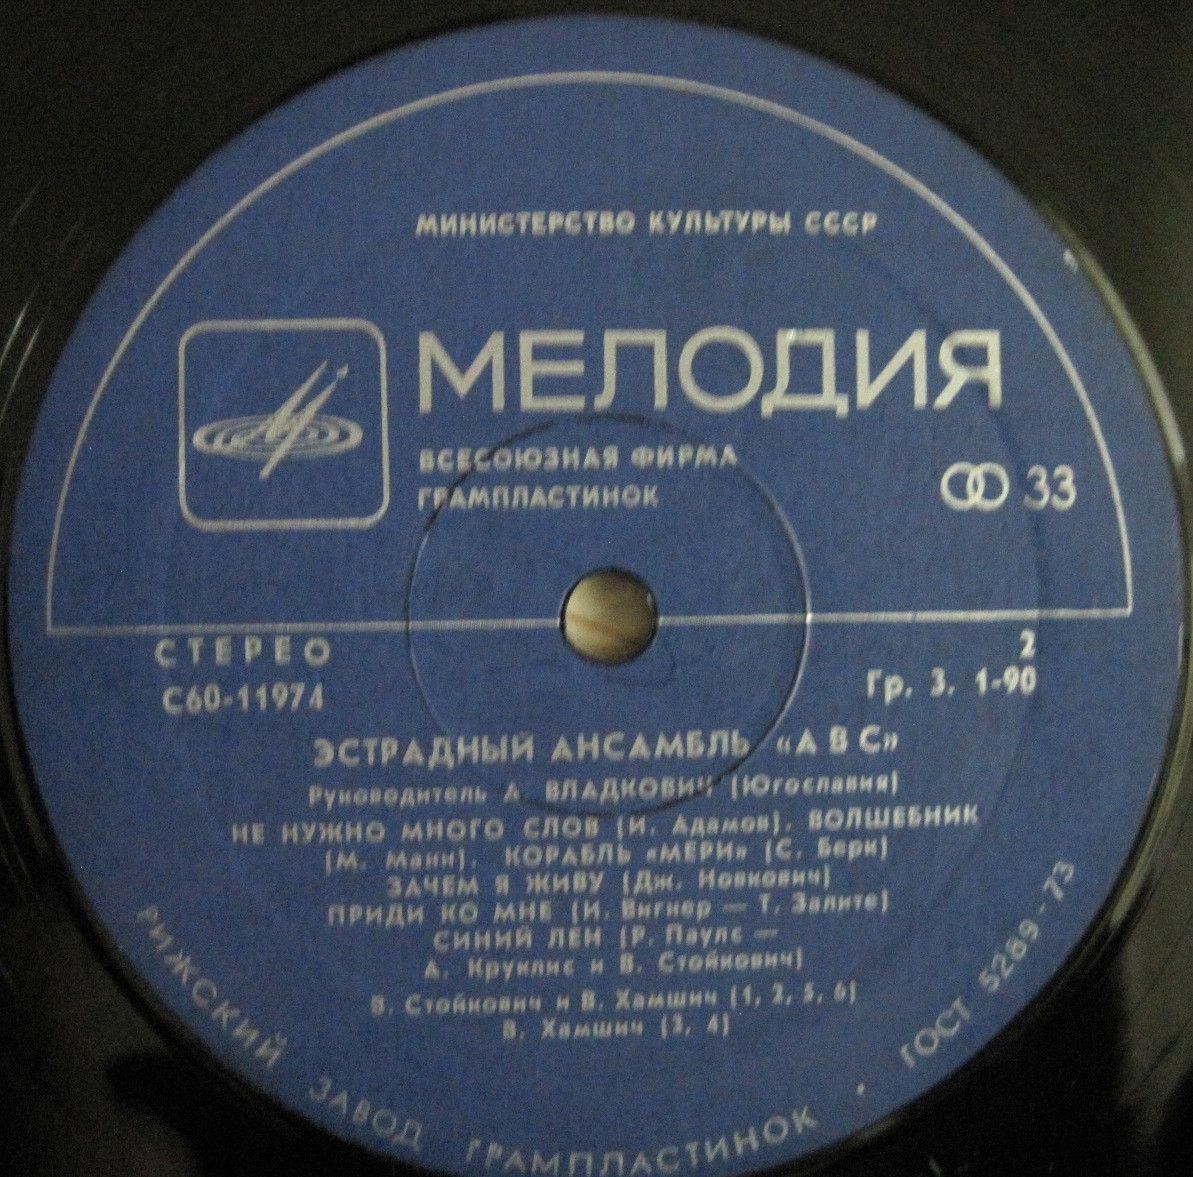 МИНИСТЕРСТВО КУЛЬТУРЫ СССР
МЕЛОДИЯ
ВСЕСОЮЗНАЯ ФИРМА
ГРАМПЛАСТИНОК
33
СТЕРЕО
2
С60-11974
Гр. 3. 1-90
ЭСТРАДНЫЙ АНСАМБЛЬ «А В С»
Руководитель А. ВЛАДКОВИЧ (Югославия)
НЕ НУЖНО МНОГО СЛОВ (И. Адамов), ВОЛШЕБНИК
(М. Манн), КОРАБЛЬ «МЕРИ» (С. Берк)
ЗАЧЕМ Я ЖИВУ (Дж. Новкович)
ПРИДИ КО МНЕ (И. Вигнер — Т. Залите)
СИНИЙ ЛЕН (Р. Паулс —
А. Круклис и В. Стойкович)
В. Стойкович и В. Хамшич (1, 2, 5, 6)
В. Хамшич (3, 4)
РИЖСКИЙ ЗАВОД ГРАМПЛАСТИНОК · ГОСТ 5289-73